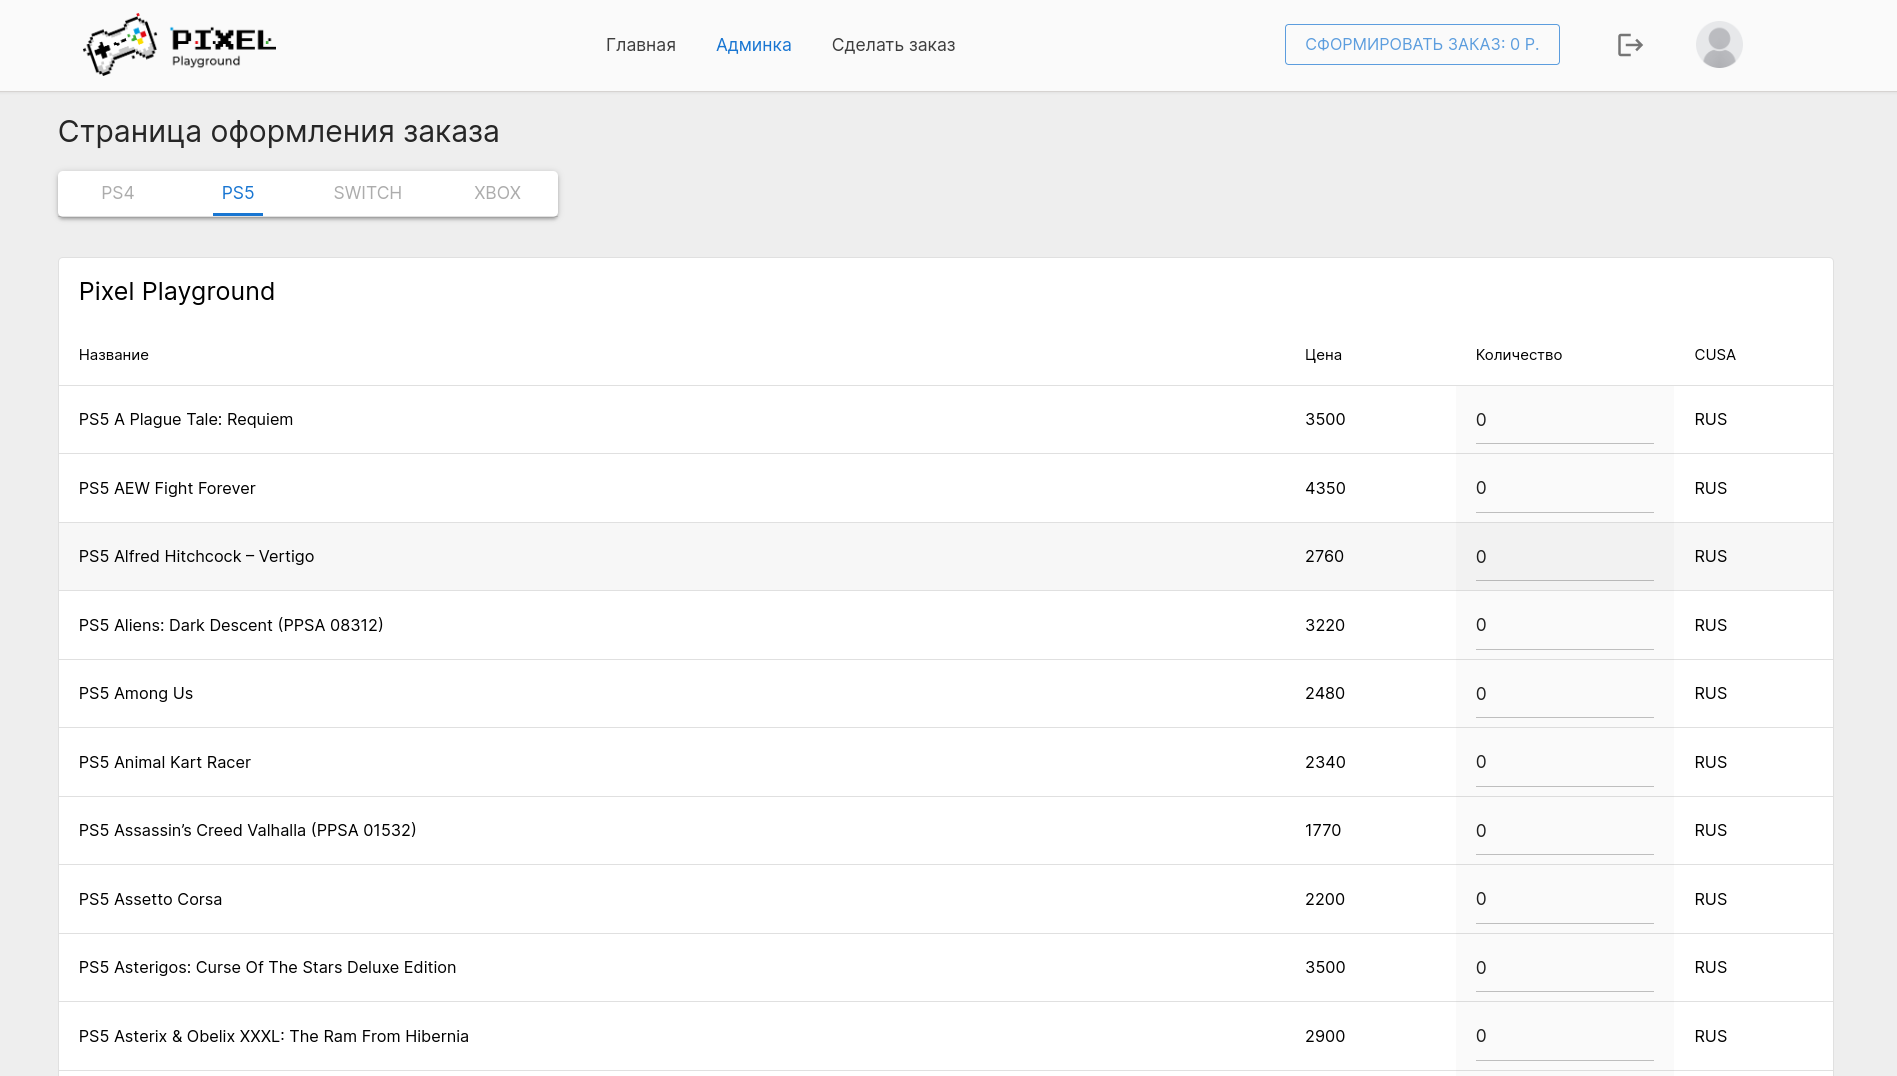 PIXEL
Playground
Главная Админка Сделать заказ СФОРМИРОВАТЬ ЗАКАЗ: 0 Р.
Страница оформления заказа
PS4 PS5 SWITCH XBOX
Pixel Playground
Название Цена Количество CUSA
PS5 A Plague Tale: Requiem 3500 0 RUS
PS5 AEW Fight Forever 4350 0 RUS
PS5 Alfred Hitchcock – Vertigo 2760 0 RUS
PS5 Aliens: Dark Descent (PPSA 08312) 3220 0 RUS
PS5 Among Us 2480 0 RUS
PS5 Animal Kart Racer 2340 0 RUS
PS5 Assassin’s Creed Valhalla (PPSA 01532) 1770 0 RUS
PS5 Assetto Corsa 2200 0 RUS
PS5 Asterigos: Curse Of The Stars Deluxe Edition 3500 0 RUS
PS5 Asterix & Obelix XXXL: The Ram From Hibernia 2900 0 RUS